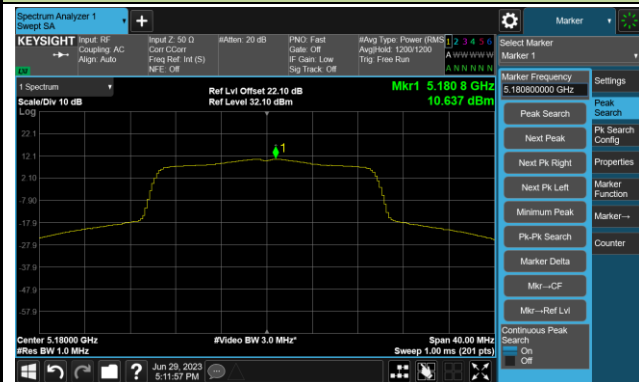 Spectrum Analyzer 1
Swept SA
+
Marker
KEYSIGHT
Input: RF
Coupling: AC
Align: Auto
Input Z: 50 Ω
Corr CCorr
Freq Ref: Int (S)
NFE: Off
#Atten: 20 dB
PNO: Fast
Gate: Off
IF Gain: Low
Sig Track: Off
#Avg Type: Power (RMS
Avg|Hold: 1200/1200
Trig: Free Run
1 2 3 4 5 6
A W W W W W
A N N N N N
LXI
Select Marker
Marker 1
1 Spectrum
Scale/Div 10 dB
Log
Ref Lvl Offset 22.10 dB
Ref Level 32.10 dBm
Mkr1 5.180 8 GHz
10.637 dBm
22.1
12.1
2.10
-7.90
-17.9
-27.9
-37.9
-57.9
1
Center 5.18000 GHz
#Res BW 1.0 MHz
#Video BW 3.0 MHz*
Span 40.00 MHz
Sweep 1.00 ms (201 pts)
Marker Frequency
5.180800000 GHz
Peak Search
Next Peak
Next Pk Right
Next Pk Left
Minimum Peak
Pk-Pk Search
Marker Delta
Mkr→CF
Mkr→Ref Lvl
Continuous Peak
Search
On
Off
Settings
Peak
Search
Pk Search
Config
Properties
Marker
Function
Marker→
Counter
?
Jun 29, 2023
5:11:57 PM